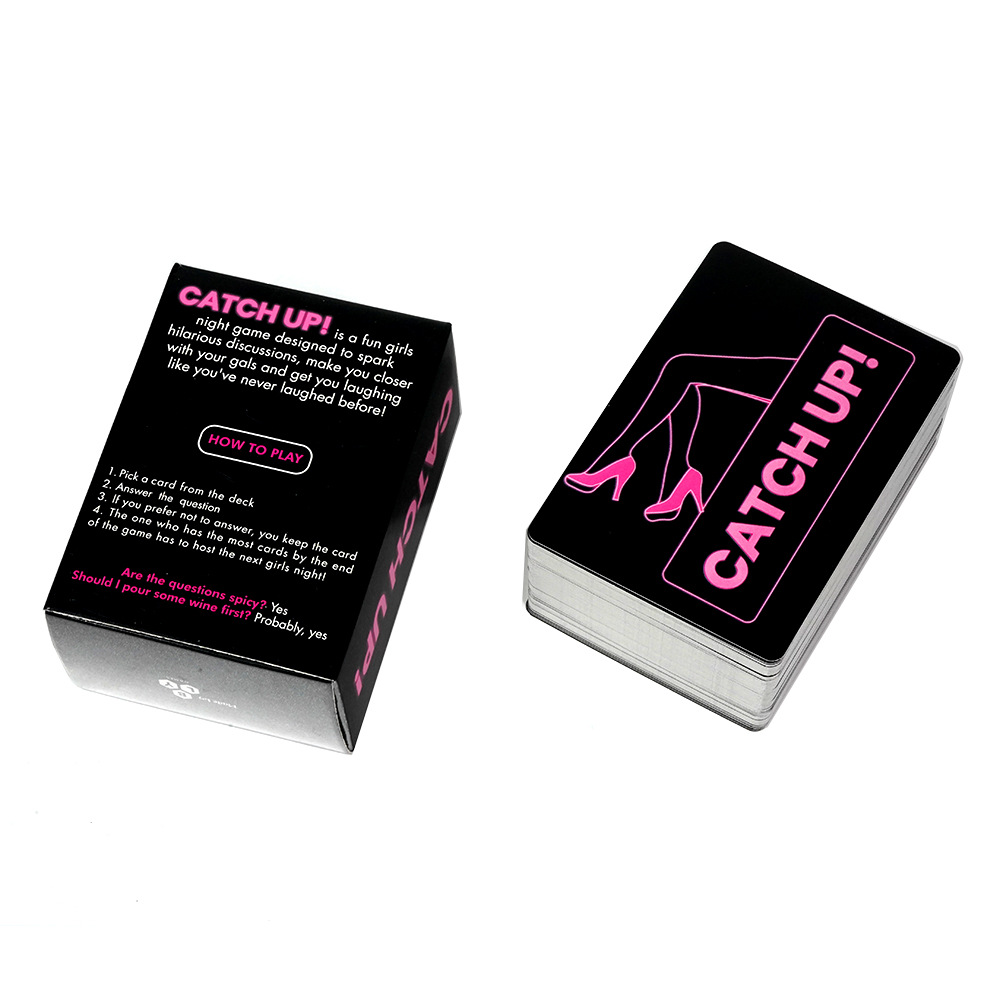 CATCH UP! is a fun girls
night game designed to spark
hilarious discussions, make you closer
with your gals and get you laughing
like you've never laughed before!
HOW TO PLAY
1. Pick a card from the deck
2. Answer the question
3. If you prefer not to answer, you keep the card
4. The one who has the most cards by the end
of the game has to host the next girls night!
Are the questions spicy? Yes
Should I pour some wine first? Probably, yes
CATCH UP!
Made by
CATCH UP!